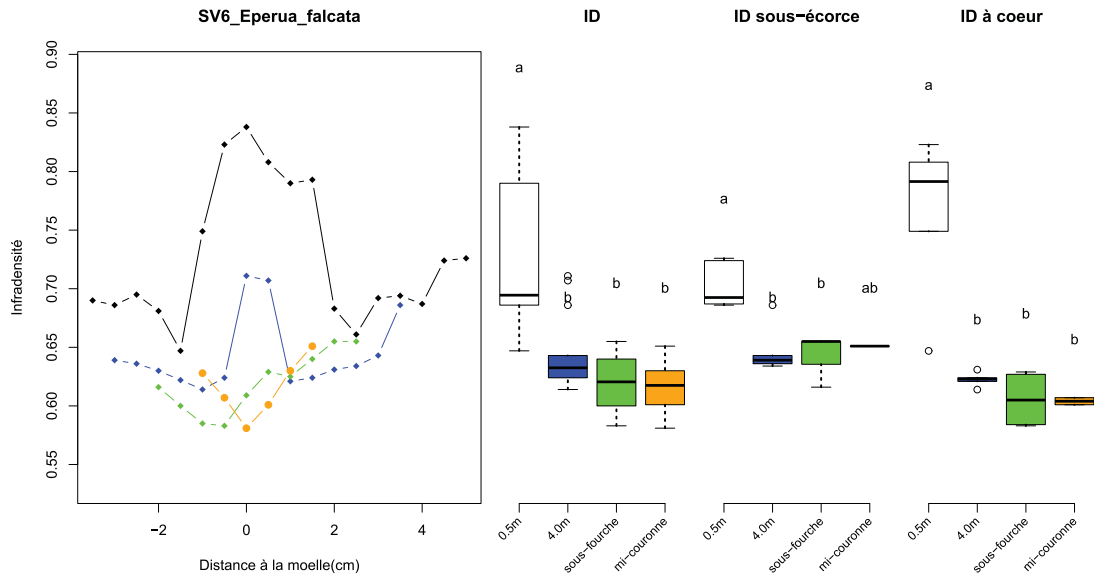 SV6_Eperua_falcata
ID
ID sous−écorce
ID à coeur
Infradensité
0.90
0.85
0.80
0.75
0.70
0.65
0.60
0.55
−2
0
2
4
Distance à la moelle(cm)
a
b
b
b
0.5m
4.0m
sous−fourche
mi−couronne
a
b
b
ab
0.5m
4.0m
sous−fourche
mi−couronne
a
b
b
b
0.5m
4.0m
sous−fourche
mi−couronne